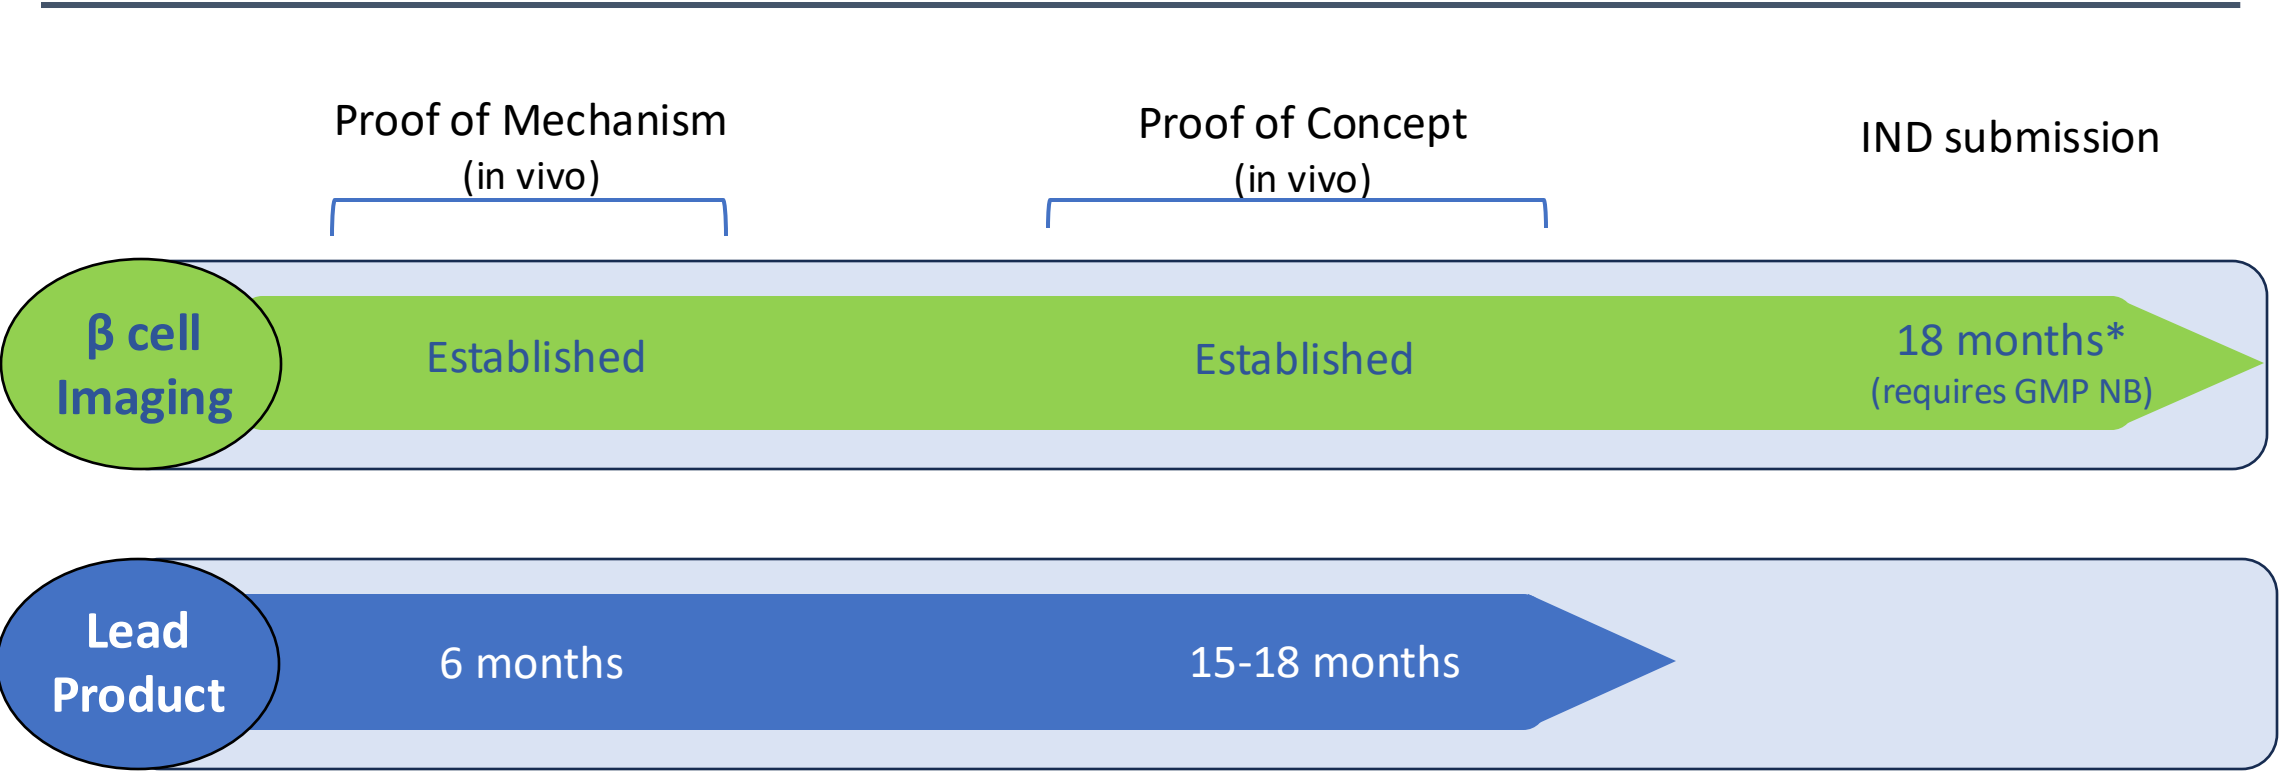 Proof of Mechanism
(in vivo)
Proof of Concept
(in vivo)
IND submission
β cell
Imaging
Established
Established
18 months*
(requires GMP NB)
Lead
Product
6 months
15-18 months